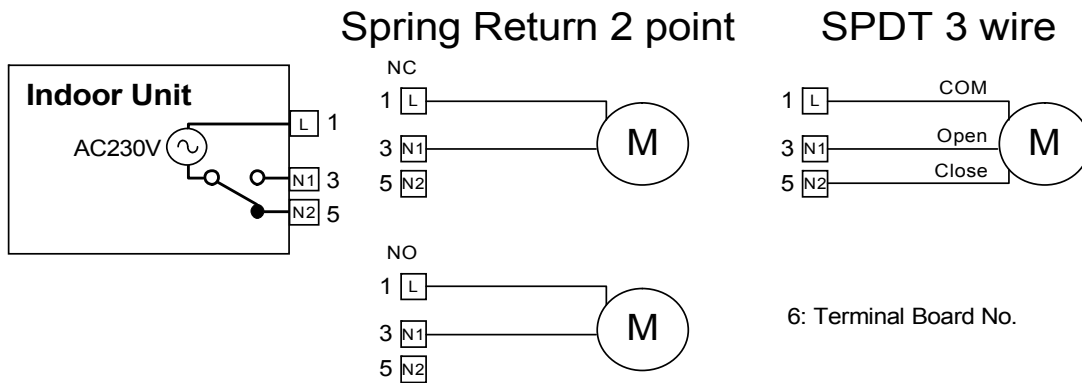 Spring Return 2 point
SPDT 3 wire
Indoor Unit
AC230V
L 1
N1 3
N2 5
NC
1 L
3 N1
5 N2
M
NO
1 L
3 N1
5 N2
M
1 L
3 N1
5 N2
COM
Open
Close
M
6: Terminal Board No.